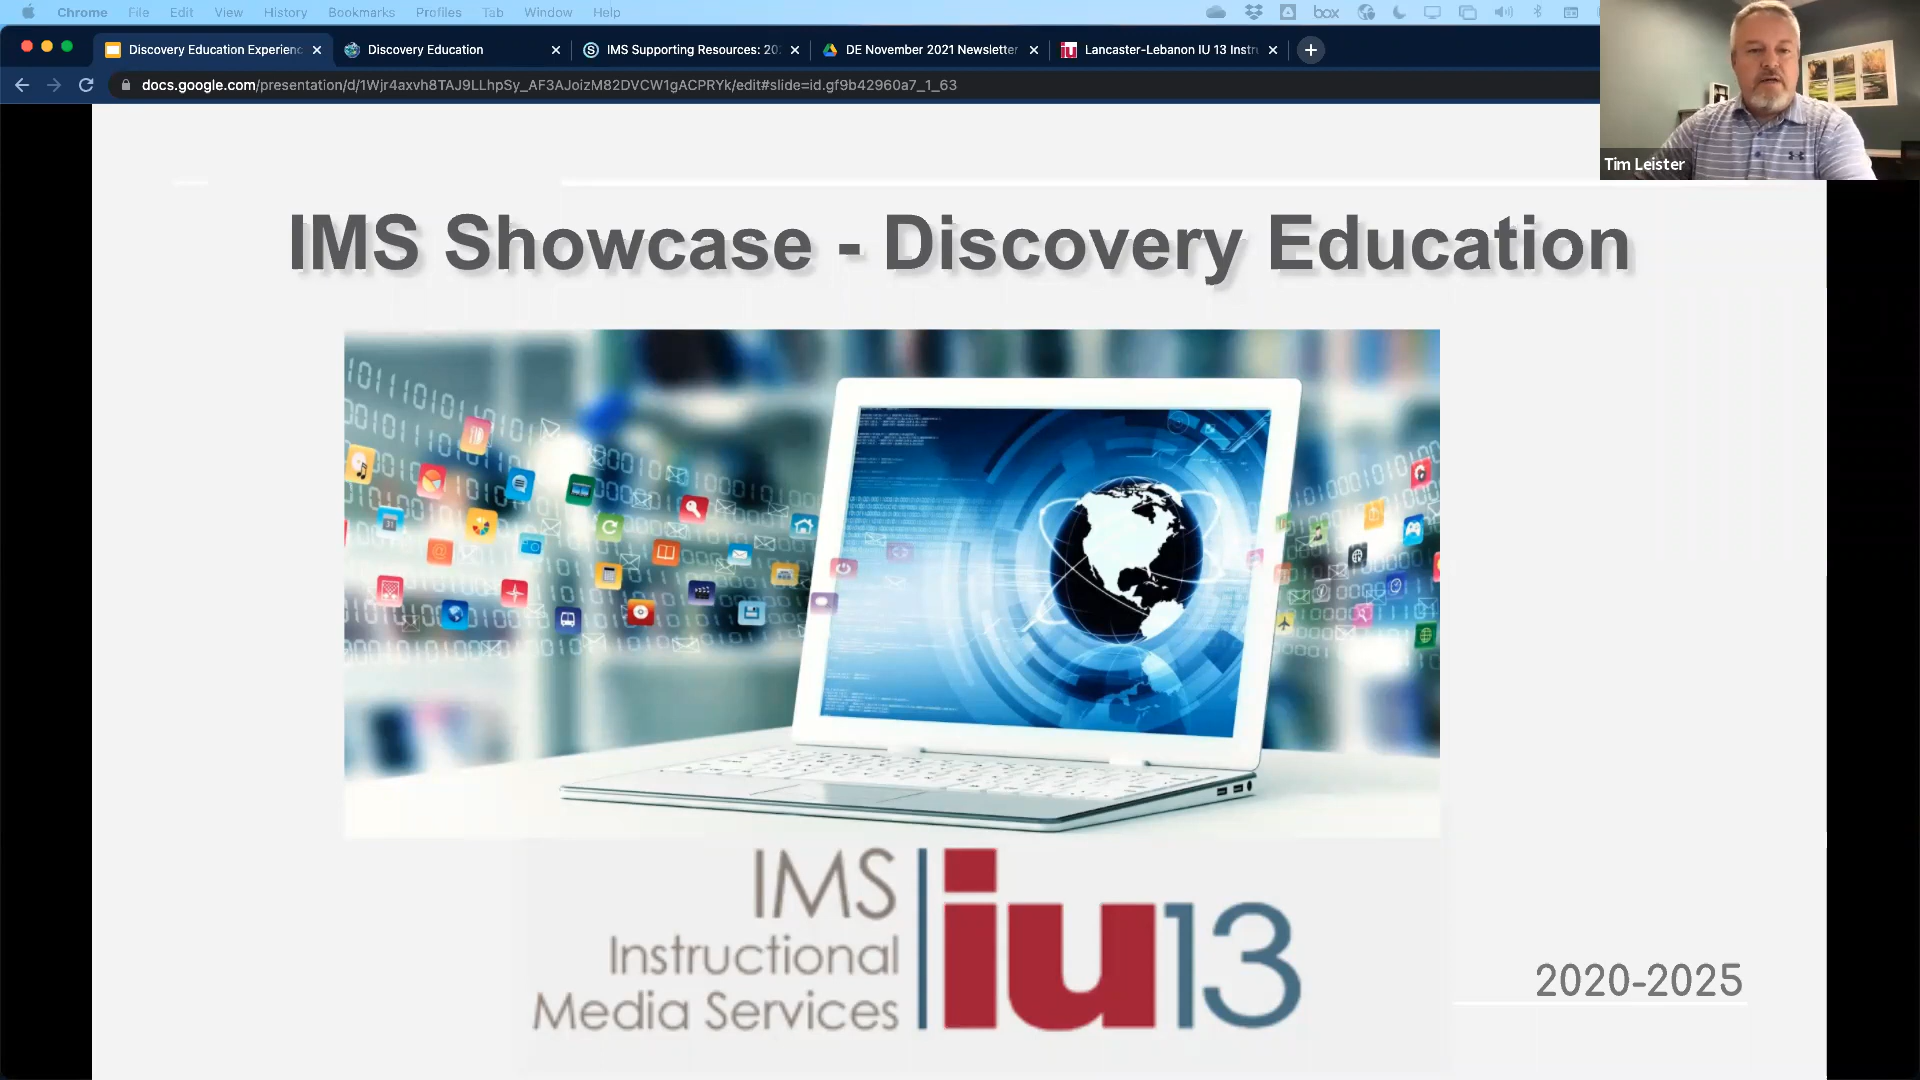 Chrome File Edit View History Bookmarks Profiles Tab Window Help
box
Discovery Education Experienc
Discovery Education
IMS Supporting Resources: 20
DE November 2021 Newsletter
Lancaster-Lebanon IU 13 Instru
docs.google.com/presentation/d/1Wjr4axvh8TAJ9LLhpSy_AF3AJoizM82DVCW1gACPRYk/edit#slide=id.gf9b42960a7_1_63
Tim Leister
IMS Showcase - Discovery Education
IMS
Instructional
Media Services
iu13
2020-2025